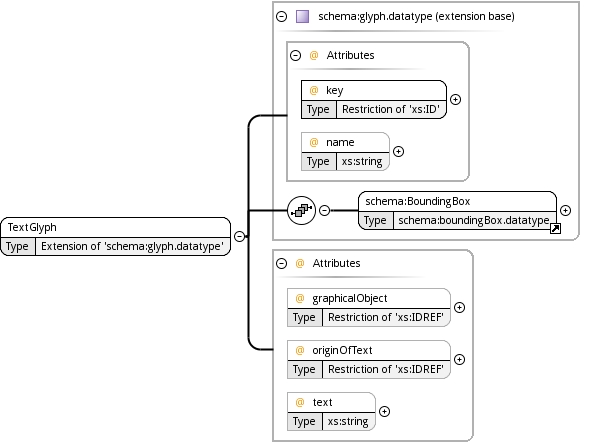 schema:glyph.datatype (extension base)
@ Attributes
@ key
Type Restriction of 'xs:ID'
@ name
Type xs:string
schema:BoundingBox
Type schema:boundingBox.datatype
TextGlyph
Type Extension of 'schema:glyph.datatype'
@ Attributes
@ graphicalObject
Type Restriction of 'xs:IDREF'
@ originOfText
Type Restriction of 'xs:IDREF'
@ text
Type xs:string